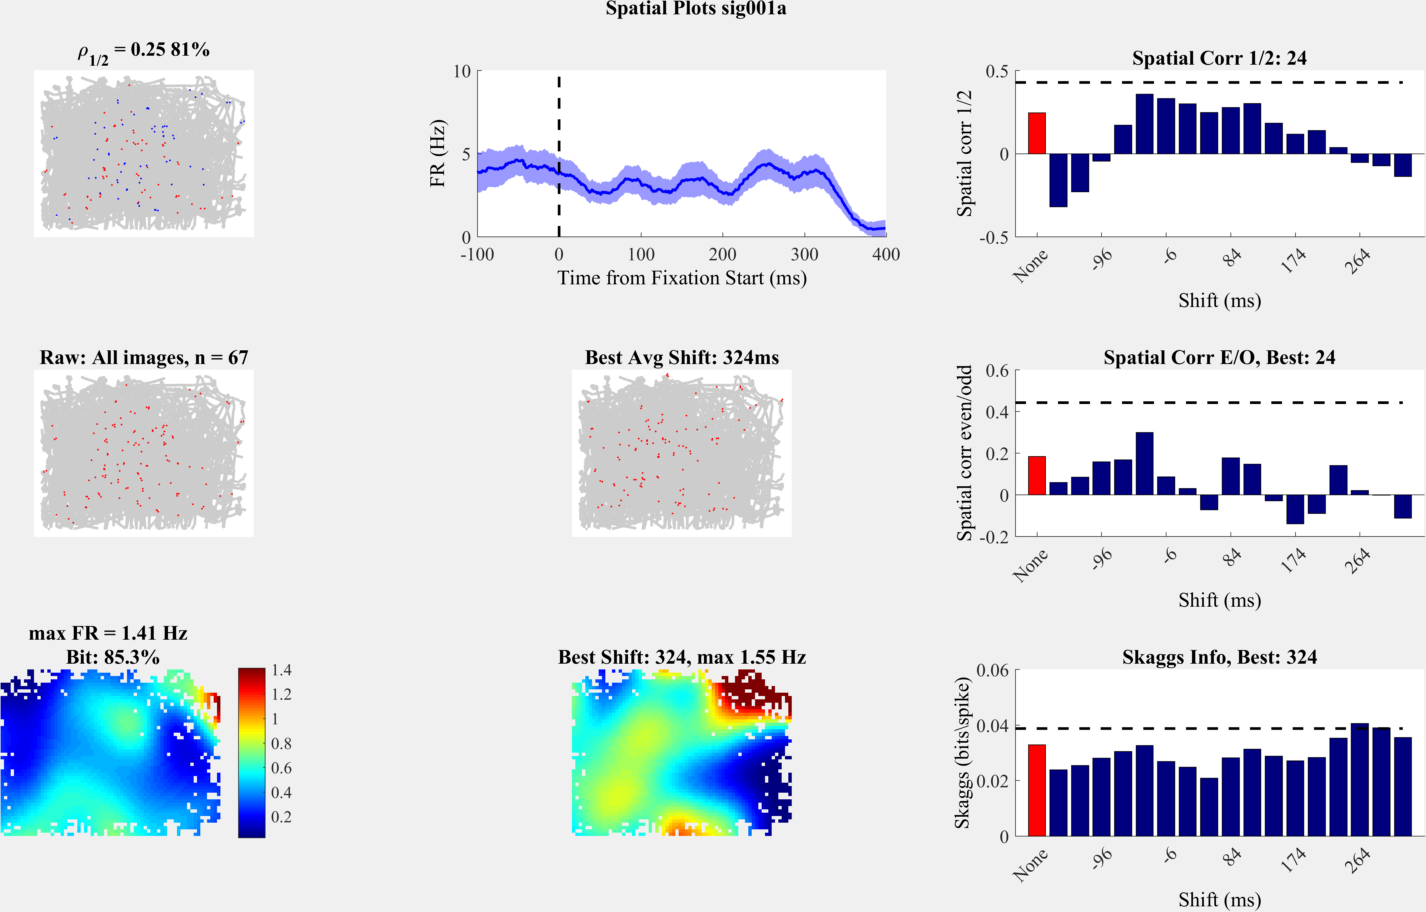 Spatial Plots sig001a
ρ1/2 = 0.25 81%
10
5
0
FR (Hz)
-100
0
100
200
300
400
Time from Fixation Start (ms)
Spatial Corr 1/2: 24
0.5
0
-0.5
Spatial corr 1/2
None
-96
-6
84
174
264
Shift (ms)
Raw: All images, n = 67
Best Avg Shift: 324ms
Spatial Corr E/O, Best: 24
0.6
0.4
0.2
0
-0.2
Spatial corr even/odd
None
-96
-6
84
174
264
Shift (ms)
max FR = 1.41 Hz
Bit: 85.3%
1.4
1.2
1
0.8
0.6
0.4
0.2
Best Shift: 324, max 1.55 Hz
Skaggs Info, Best: 324
0.06
0.04
0.02
0
Skaggs (bits\spike)
None
-96
-6
84
174
264
Shift (ms)